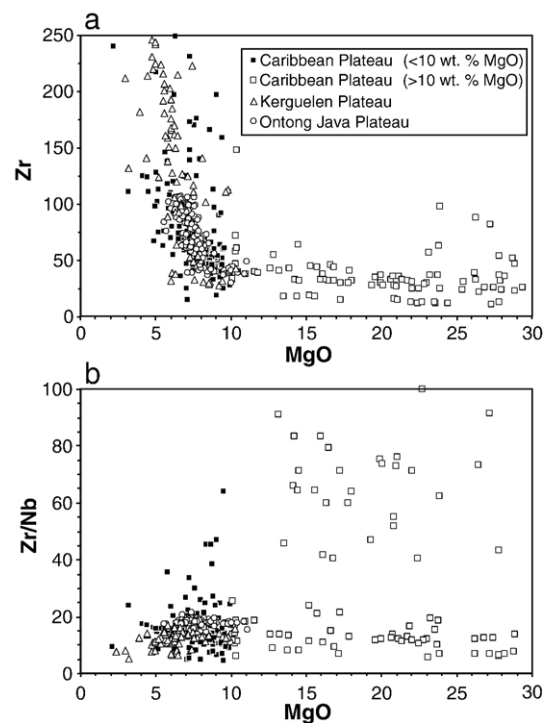 a
250
200
150
100
50
0
Zr
Caribbean Plateau (<10 wt. % MgO)
Caribbean Plateau (>10 wt. % MgO)
Kerguelen Plateau
Ontong Java Plateau
0 5 10 15 20 25 30
MgO
b
100
80
60
40
20
0
Zr/Nb
0 5 10 15 20 25 30
MgO